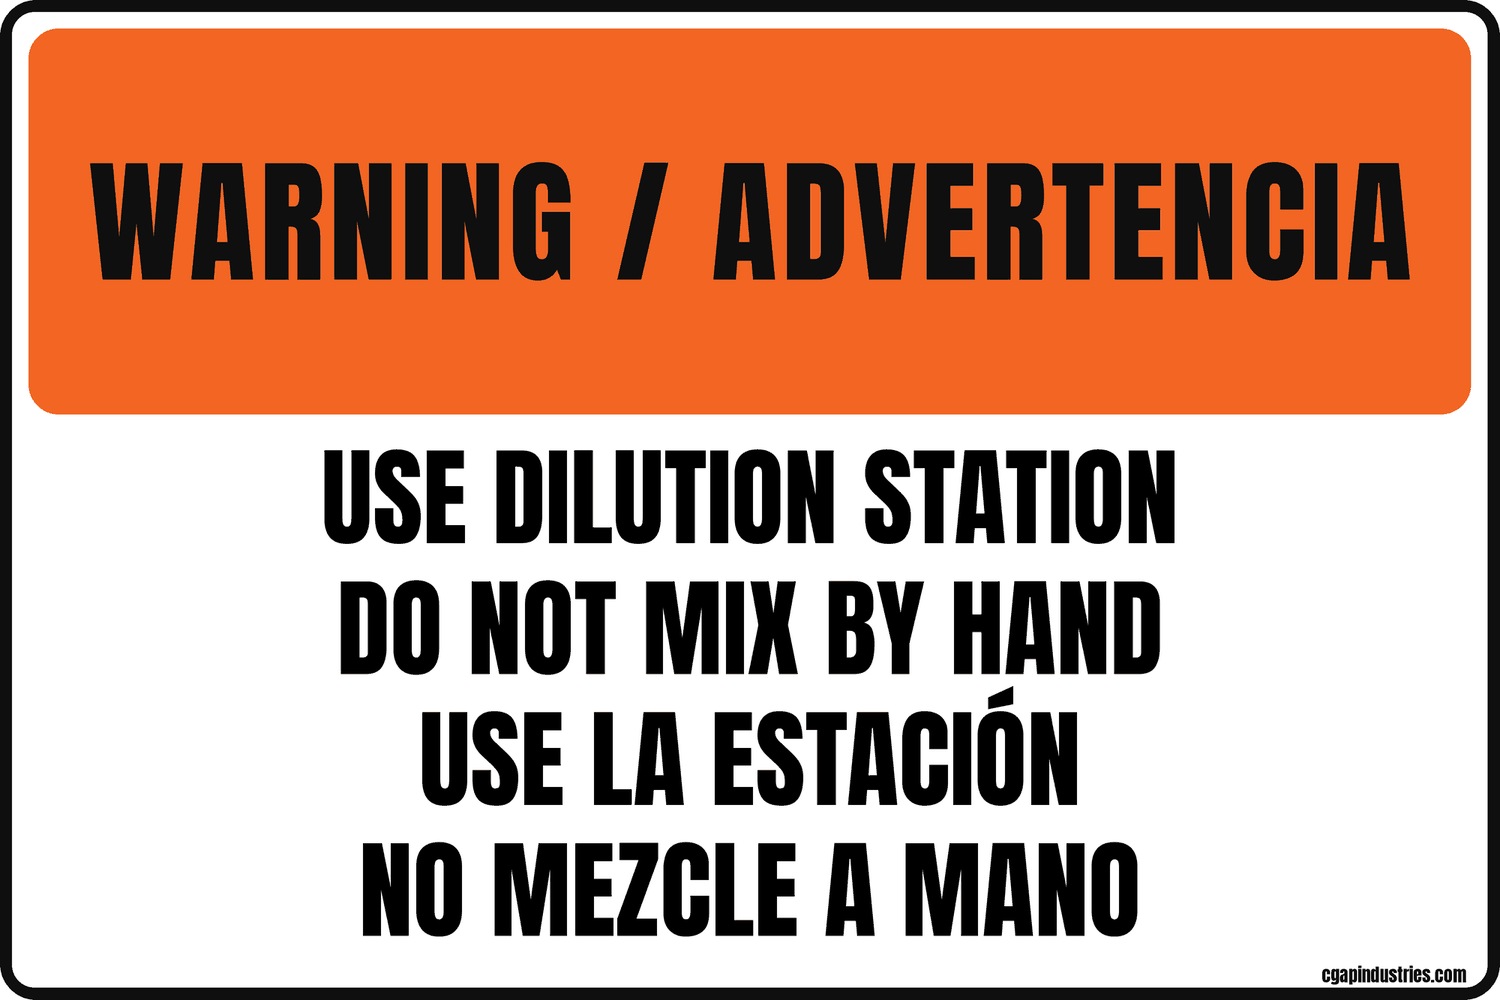 WARNING / ADVERTENCIA
USE DILUTION STATION
DO NOT MIX BY HAND
USE LA ESTACIÓN
NO MEZCLE A MANO
cgapindustries.com